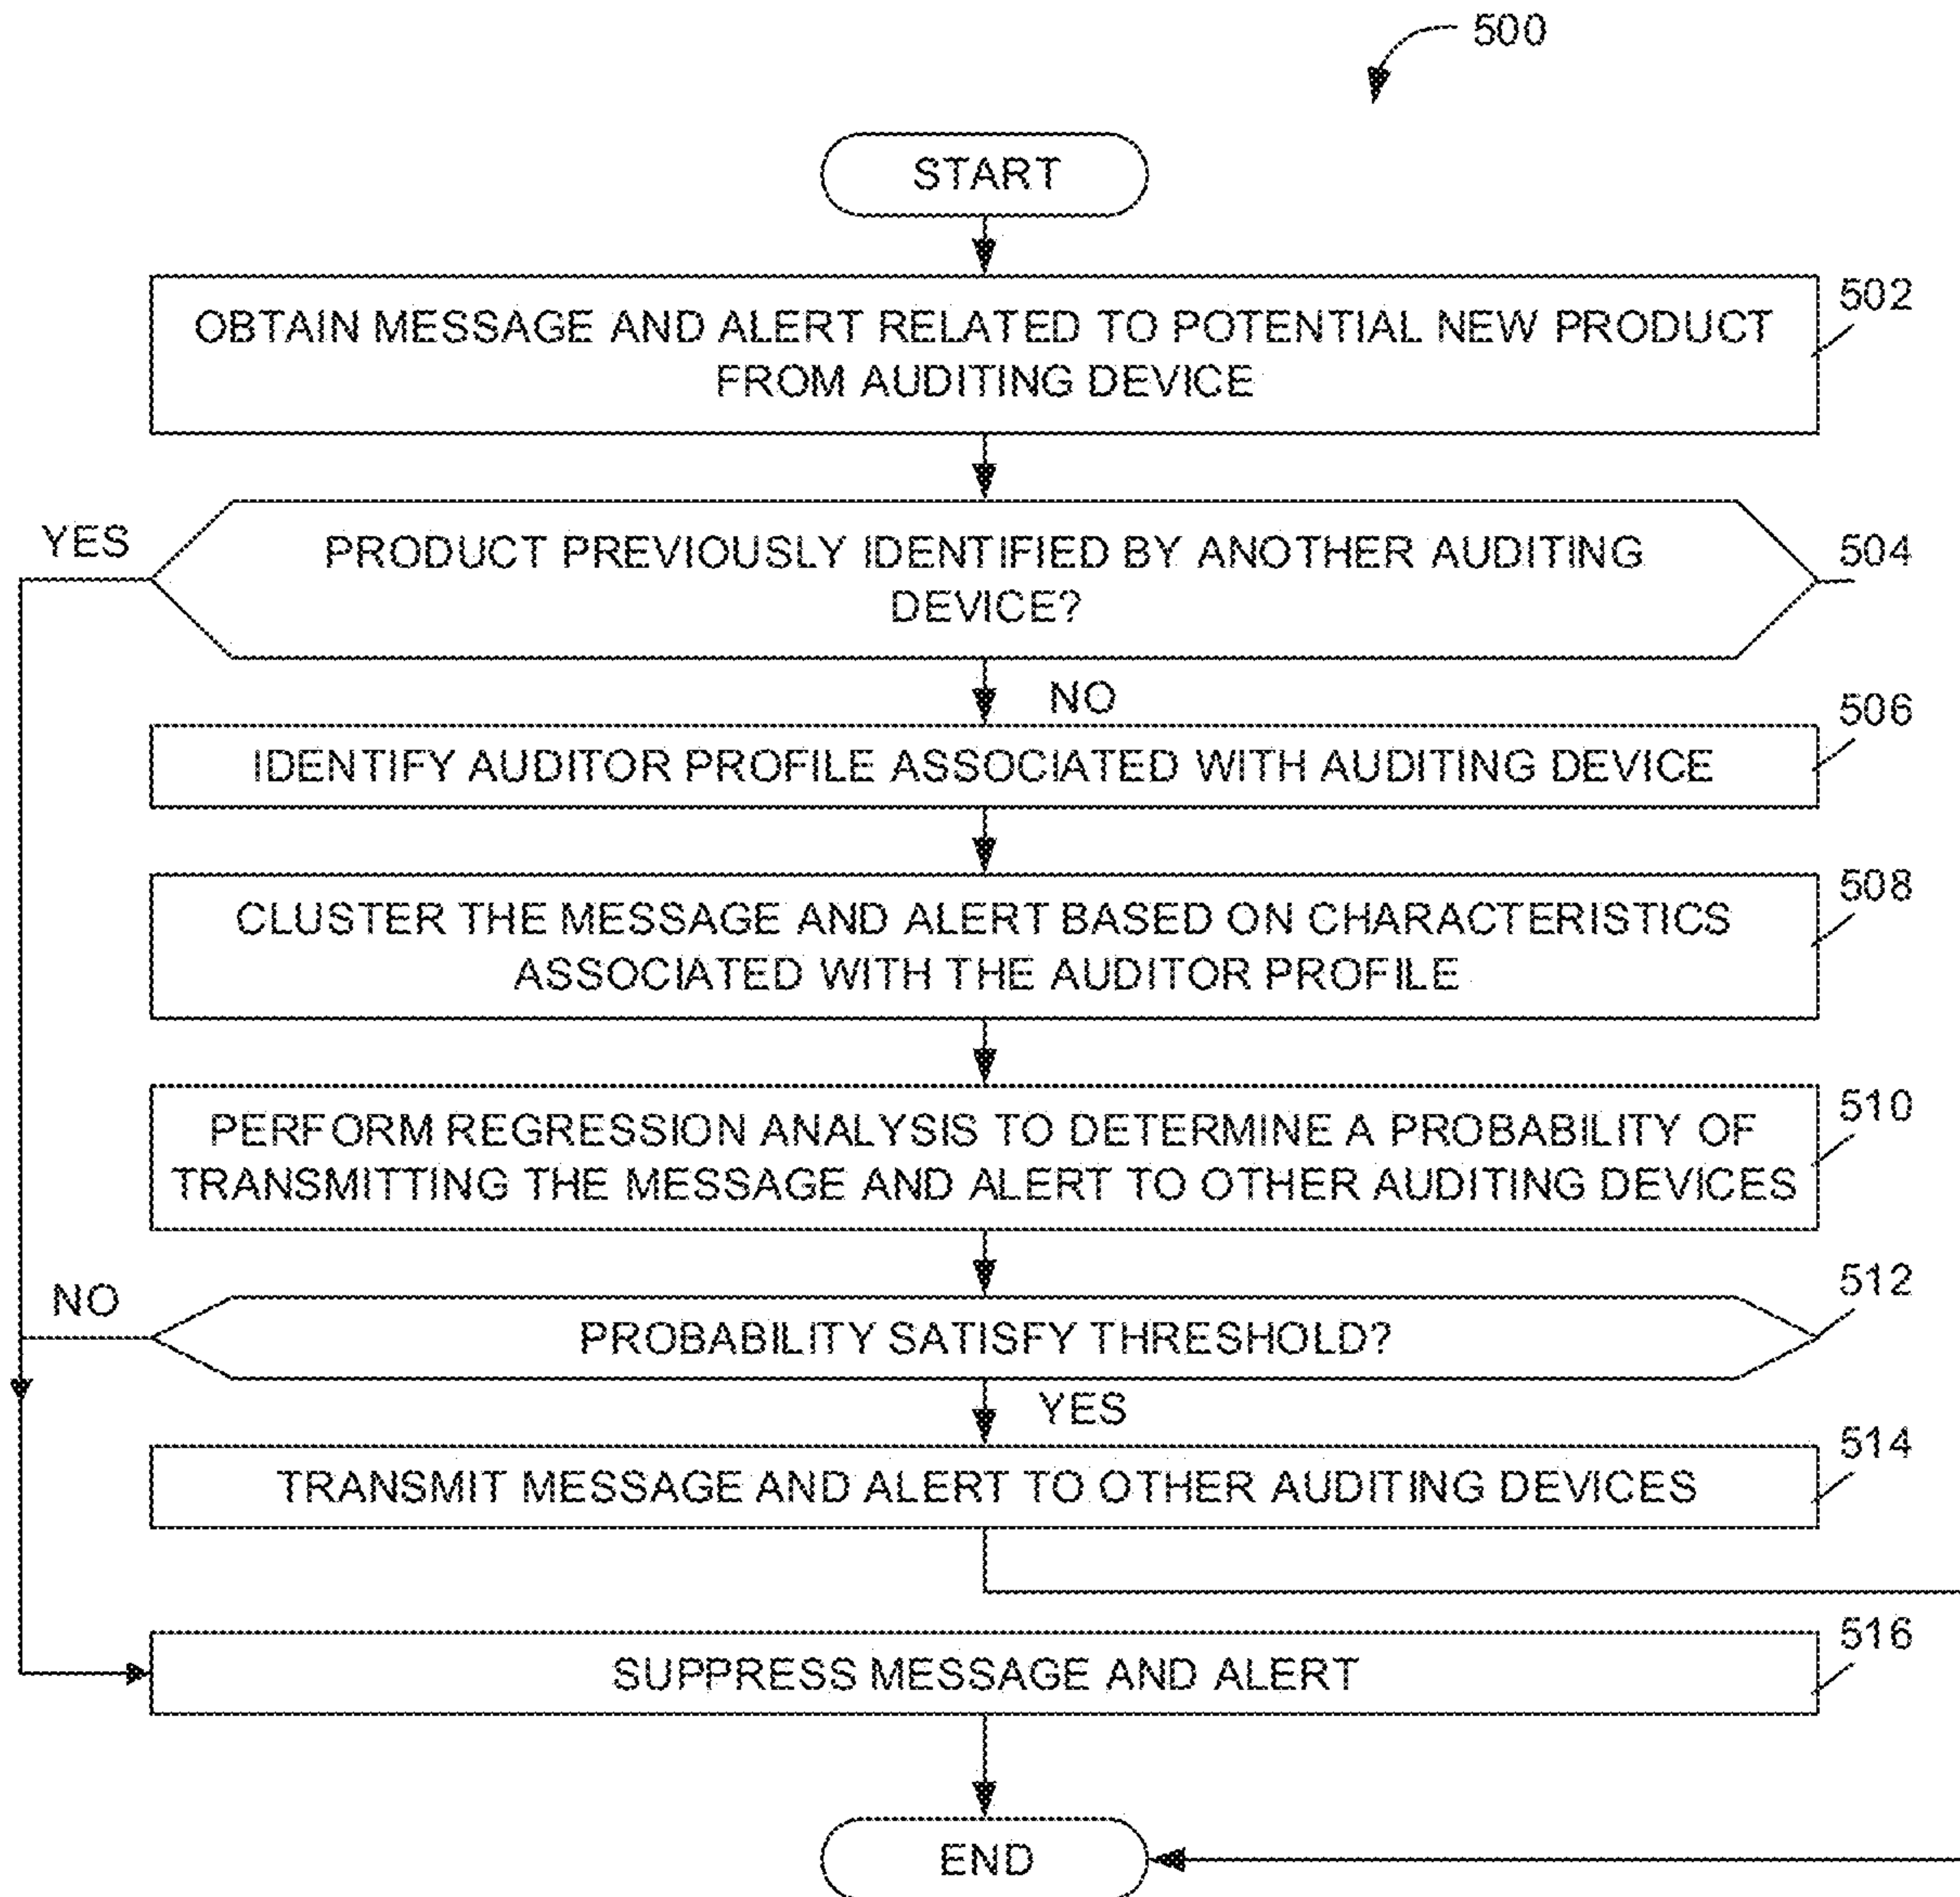 500
START
502
OBTAIN MESSAGE AND ALERT RELATED TO POTENTIAL NEW PRODUCT
FROM AUDITING DEVICE
YES
504
PRODUCT PREVIOUSLY IDENTIFIED BY ANOTHER AUDITING
DEVICE?
NO
506
IDENTIFY AUDITOR PROFILE ASSOCIATED WITH AUDITING DEVICE
508
CLUSTER THE MESSAGE AND ALERT BASED ON CHARACTERISTICS
ASSOCIATED WITH THE AUDITOR PROFILE
510
PERFORM REGRESSION ANALYSIS TO DETERMINE A PROBABILITY OF
TRANSMITTING THE MESSAGE AND ALERT TO OTHER AUDITING DEVICES
512
NO
PROBABILITY SATISFY THRESHOLD?
YES
514
TRANSMIT MESSAGE AND ALERT TO OTHER AUDITING DEVICES
516
SUPPRESS MESSAGE AND ALERT
END